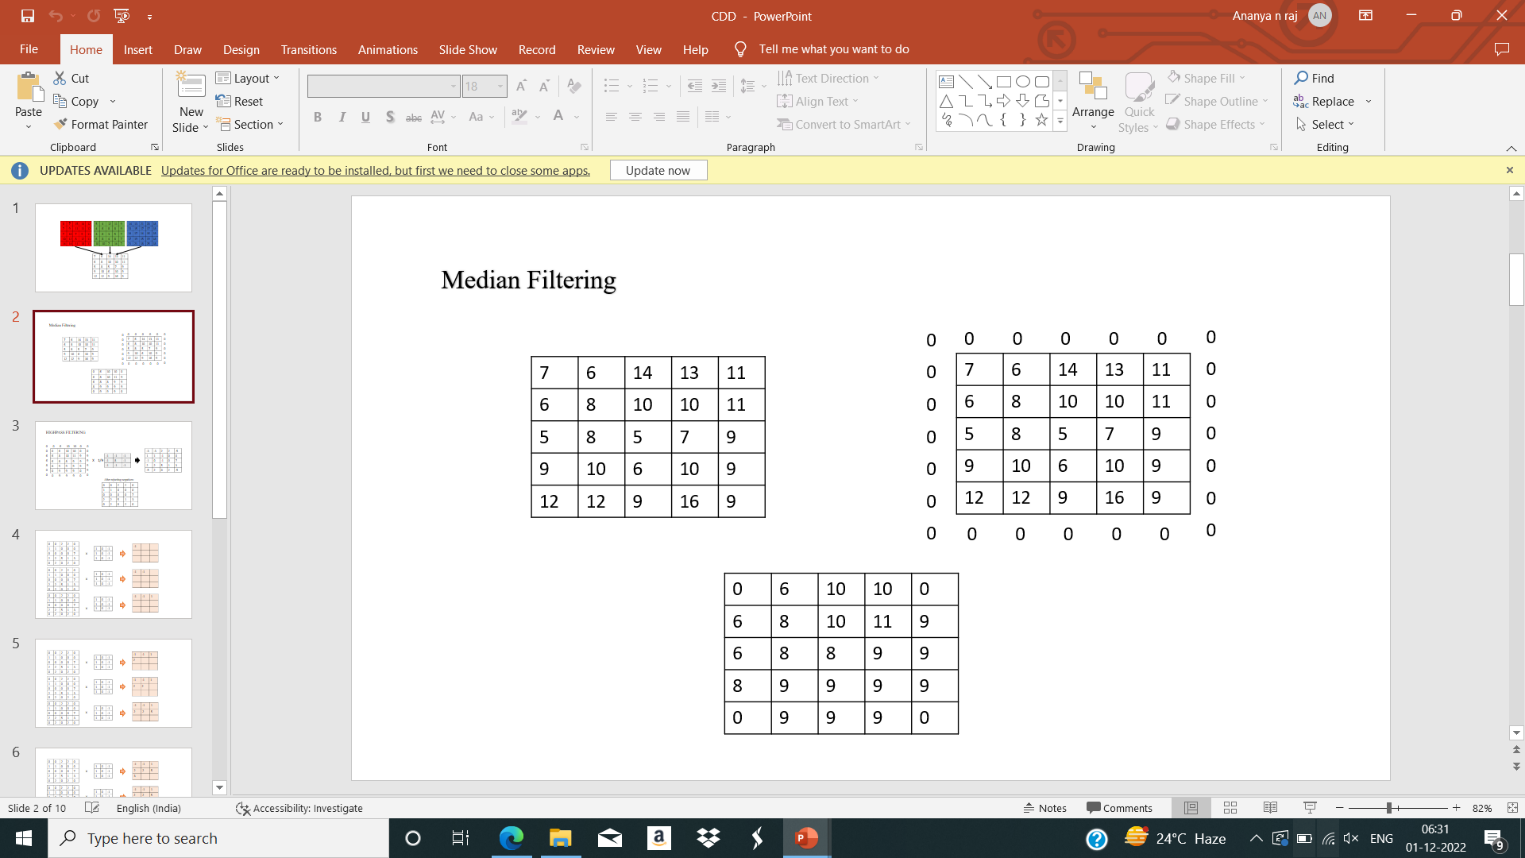 CDD - PowerPoint
Ananya n raj AN
File Home Insert Draw Design Transitions Animations Slide Show Record Review View Help Tell me what you want to do
Paste
Cut
Copy
Format Painter
Clipboard
New
Slide
Layout
Reset
Section
Slides
18
B I U S abc AV Aa A
Font
Text Direction
Align Text
Convert to SmartArt
Paragraph
Arrange
Quick
Styles
Shape Fill
Shape Outline
Shape Effects
Drawing
Find
Replace
Select
Editing
UPDATES AVAILABLE Updates for Office are ready to be installed, but first we need to close some apps. Update now
1
2
Median Filtering
3
4
5
6
Median Filtering
7 6 14 13 11
6 8 10 10 11
5 8 5 7 9
9 10 6 10 9
12 12 9 16 9
0 0 0 0 0 0 0
0 7 6 14 13 11 0
0 6 8 10 10 11 0
0 5 8 5 7 9 0
0 9 10 6 10 9 0
0 12 12 9 16 9 0
0 0 0 0 0 0 0
0 6 10 10 0
6 8 10 11 9
6 8 8 9 9
8 9 9 9 9
0 9 9 9 0
Slide 2 of 10 English (India) Accessibility: Investigate Notes Comments 82%
Type here to search
24°C Haze ENG
06:31
01-12-2022
9